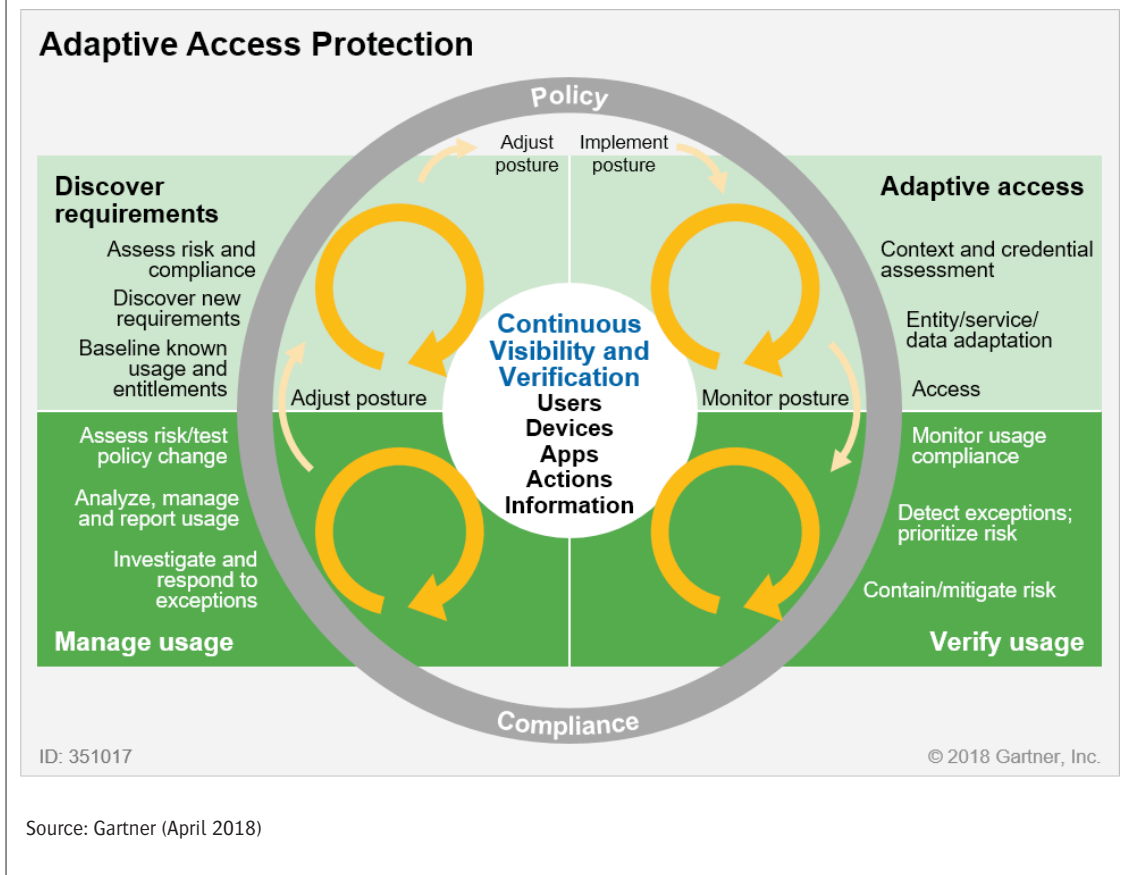 Adaptive Access Protection
Policy
Adjust
posture
Implement
posture
Discover
requirements
Assess risk and
compliance
Discover new
requirements
Baseline known
usage and
entitlements
Adaptive access
Context and credential
assessment
Entity/service/
data adaptation
Access
Continuous
Visibility and
Verification
Users
Devices
Apps
Actions
Information
Adjust posture
Monitor posture
Assess risk/test
policy change
Analyze, manage
and report usage
Investigate and
respond to
exceptions
Manage usage
Monitor usage
compliance
Detect exceptions;
prioritize risk
Contain/mitigate risk
Verify usage
Compliance
ID: 351017
© 2018 Gartner, Inc.
Source: Gartner (April 2018)